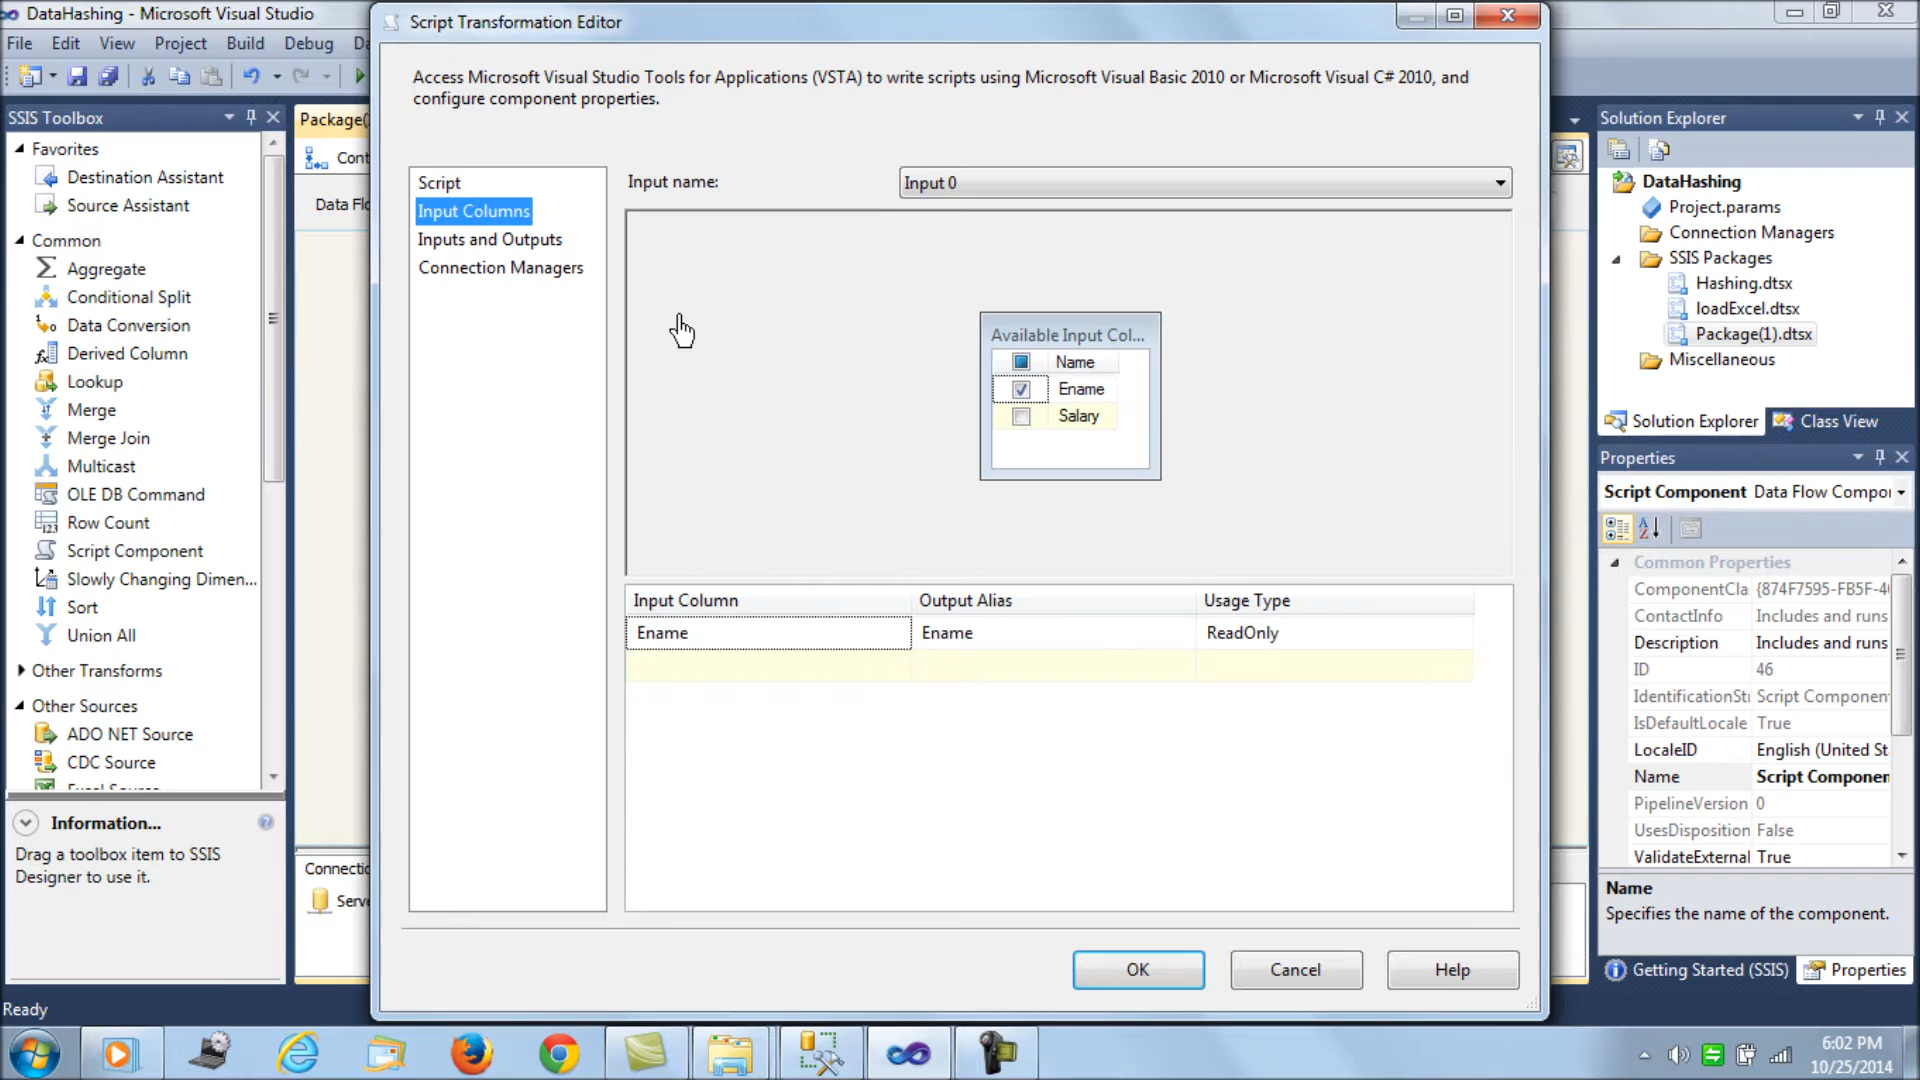 DataHashing - Microsoft Visual Studio
File Edit View Project Build Debug
SSIS Toolbox
Favorites
Destination Assistant
Source Assistant
Common
Aggregate
Conditional Split
Data Conversion
Derived Column
Lookup
Merge
Merge Join
Multicast
OLE DB Command
Row Count
Script Component
Slowly Changing Dimen...
Sort
Union All
Other Transforms
Other Sources
ADO NET Source
CDC Source
Information...
Drag a toolbox item to SSIS
Designer to use it.
Ready
Package(
Cont
Data Flo
Connectio
Serve
Script Transformation Editor
Access Microsoft Visual Studio Tools for Applications (VSTA) to write scripts using Microsoft Visual Basic 2010 or Microsoft Visual C# 2010, and
configure component properties.
Script
Input Columns
Inputs and Outputs
Connection Managers
Input name: Input 0
Available Input Col...
Name
Ename
Salary
Input Column Output Alias Usage Type
Ename Ename ReadOnly
OK Cancel Help
Solution Explorer
DataHashing
Project.params
Connection Managers
SSIS Packages
Hashing.dtsx
loadExcel.dtsx
Package(1).dtsx
Miscellaneous
Solution Explorer Class View
Properties
Script Component Data Flow Compo
Common Properties
ComponentCla {874F7595-FB5F-4
ContactInfo Includes and runs
Description Includes and runs
ID 46
IdentificationSt Script Component
IsDefaultLocale True
LocaleID English (United St
Name Script Componen
PipelineVersion 0
UsesDisposition False
ValidateExternal True
Name
Specifies the name of the component.
Getting Started (SSIS) Properties
6:02 PM
10/25/2014